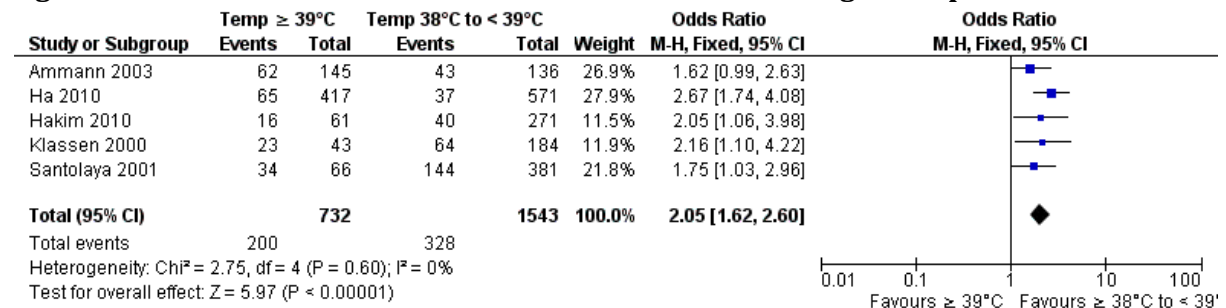 Temp ≥ 39°C Temp 38°C to < 39°C Odds Ratio Odds Ratio
Study or Subgroup Events Total Events Total Weight M-H, Fixed, 95% CI M-H, Fixed, 95% CI
Ammann 2003 62 145 43 136 26.9% 1.62 [0.99, 2.63]
Ha 2010 65 417 37 571 27.9% 2.67 [1.74, 4.08]
Hakim 2010 16 61 40 271 11.5% 2.05 [1.06, 3.98]
Klassen 2000 23 43 64 184 11.9% 2.16 [1.10, 4.22]
Santolaya 2001 34 66 144 381 21.8% 1.75 [1.03, 2.96]
Total (95% CI) 732 1543 100.0% 2.05 [1.62, 2.60]
Total events 200 328
Heterogeneity: Chi² = 2.75, df = 4 (P = 0.60); I² = 0%
Test for overall effect: Z = 5.97 (P < 0.00001)
0.01 0.1 1 10 100
Favours ≥ 39°C Favours ≥ 38°C to < 39°